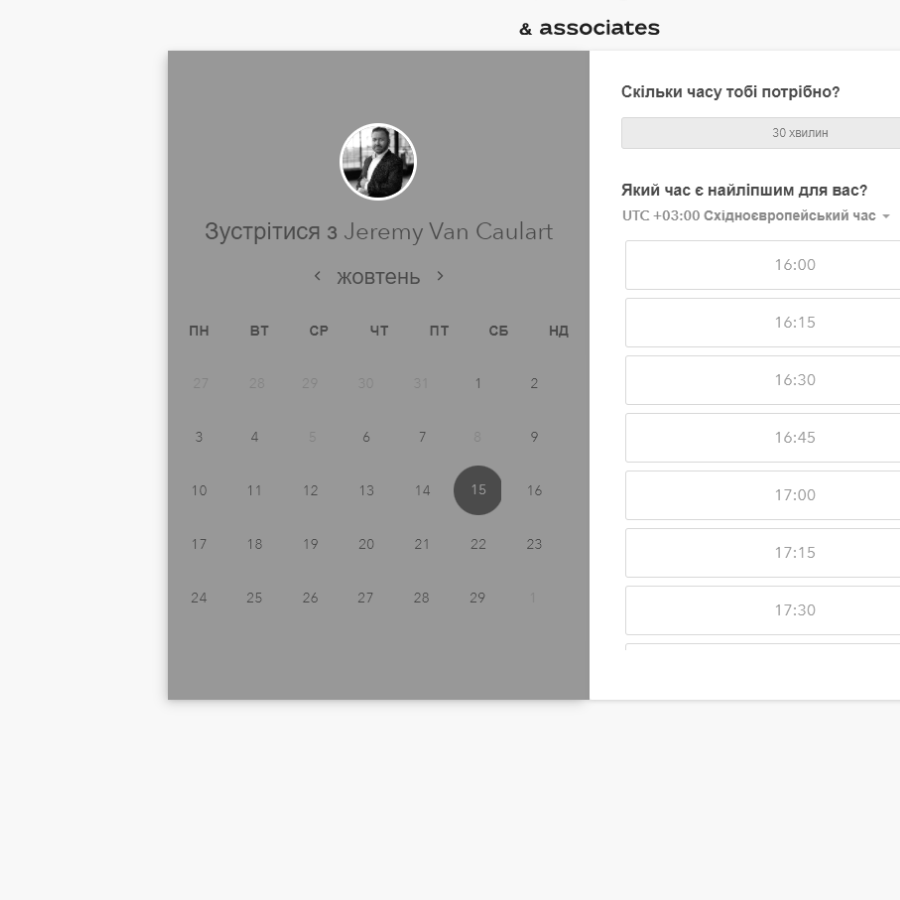 & associates
Зустрітися з Jeremy Van Caulart
жовтень
ПН ВТ СР ЧТ ПТ СБ НД
27 28 29 30 31 1 2
3 4 5 6 7 8 9
10 11 12 13 14 15 16
17 18 19 20 21 22 23
24 25 26 27 28 29 1
Скільки часу тобі потрібно?
30 хвилин
Який час є найліпшим для вас?
UTC +03:00 Східноєвропейський час
16:00
16:15
16:30
16:45
17:00
17:15
17:30